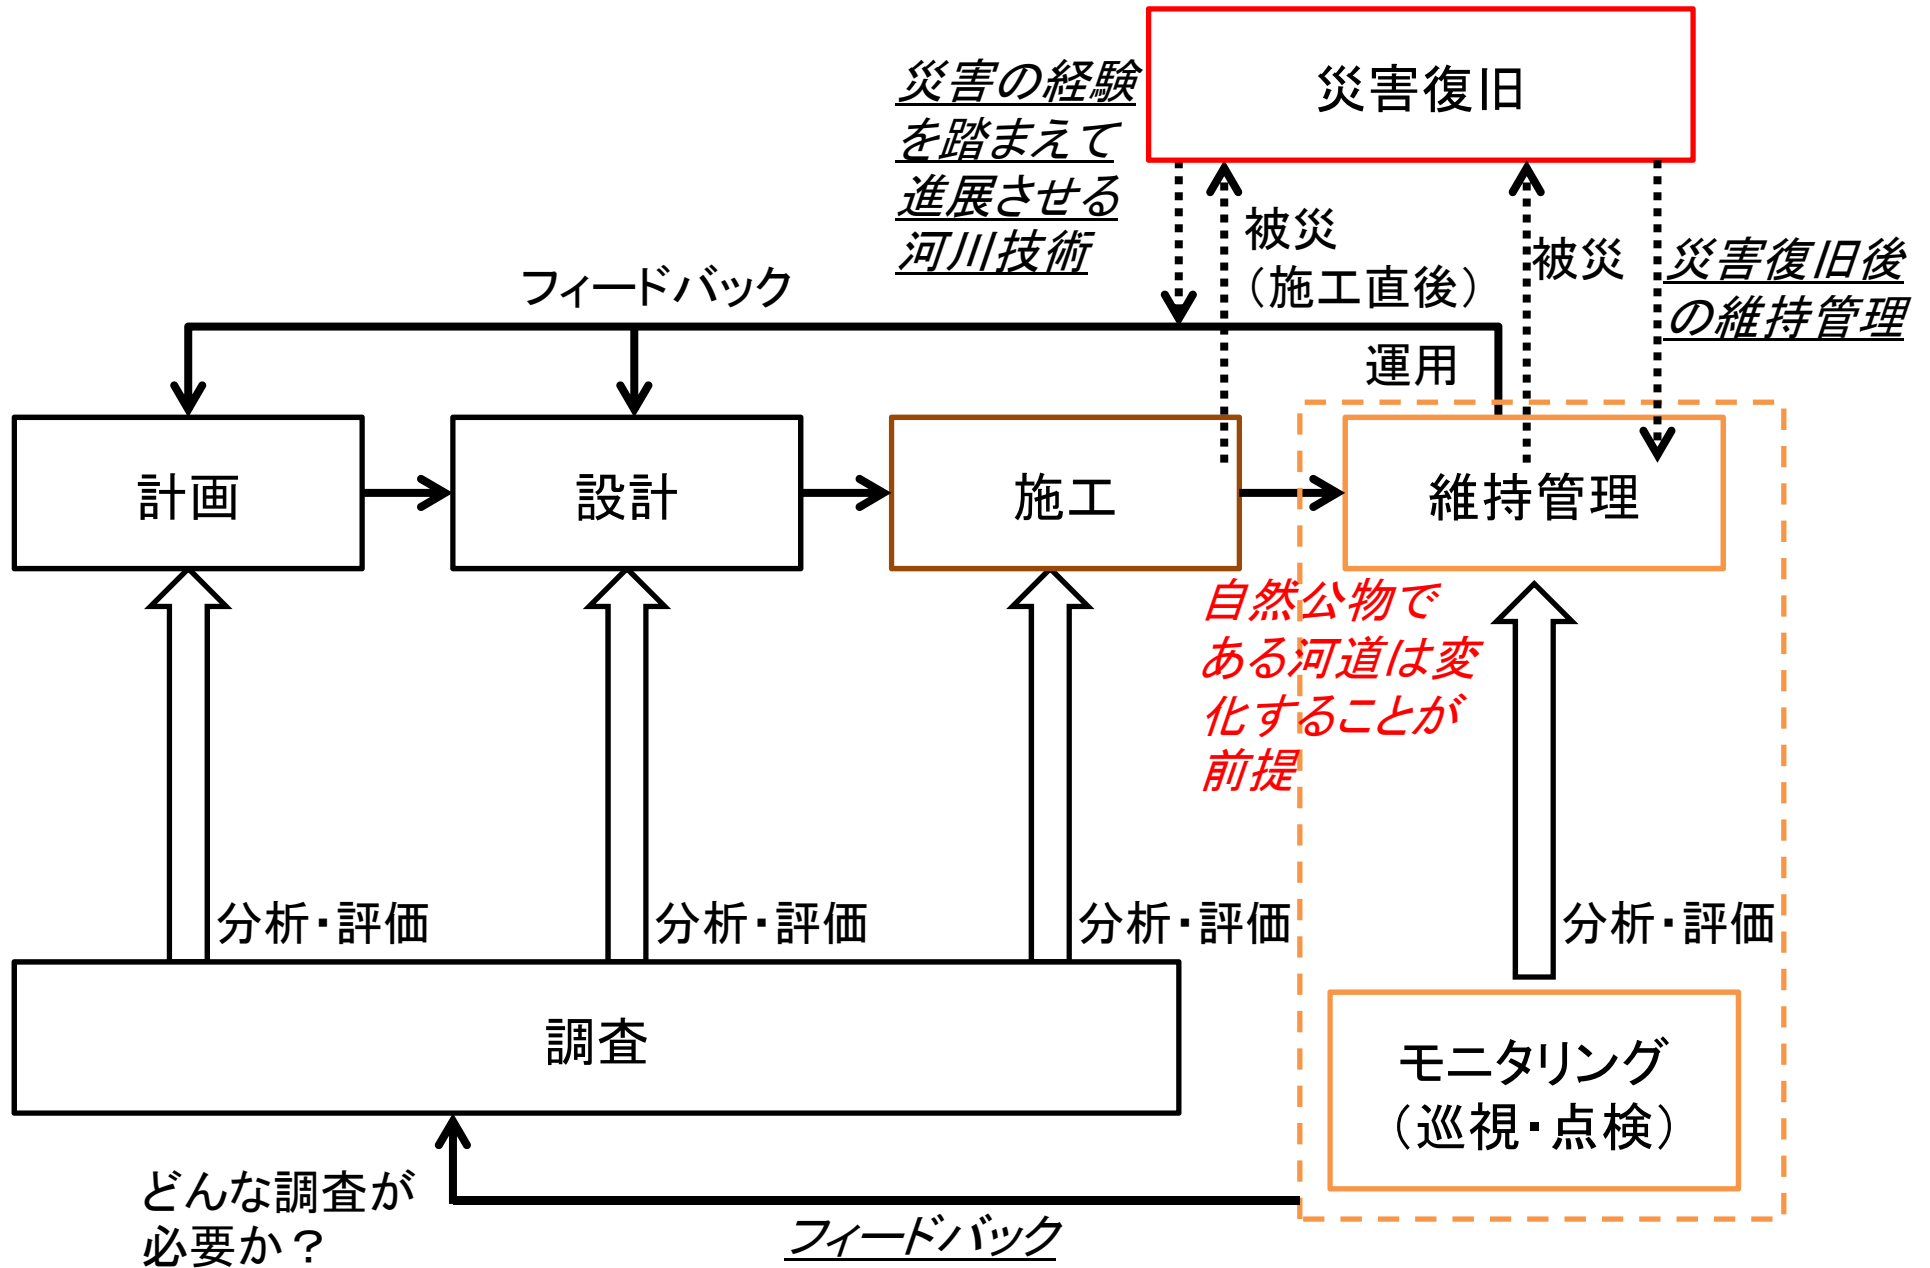 災害復旧
災害の経験
を踏まえて
進展させる
河川技術
被災
（施工直後）
被災
災害復旧後
の維持管理
フィードバック
運用
計画
設計
施工
維持管理
自然公物で
ある河道は変
化することが
前提
分析・評価
分析・評価
分析・評価
分析・評価
調査
モニタリング
（巡視・点検）
どんな調査が
必要か？
フィードバック